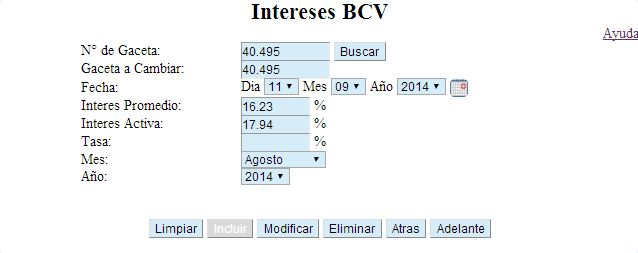 Intereses BCV
Ayuda
N° de Gaceta: 40.495 Buscar
Gaceta a Cambiar: 40.495
Fecha: Dia 11 Mes 09 Año 2014
Interes Promedio: 16.23 %
Interes Activa: 17.94 %
Tasa: %
Mes: Agosto
Año: 2014
Limpiar Incluir Modificar Eliminar Atras Adelante